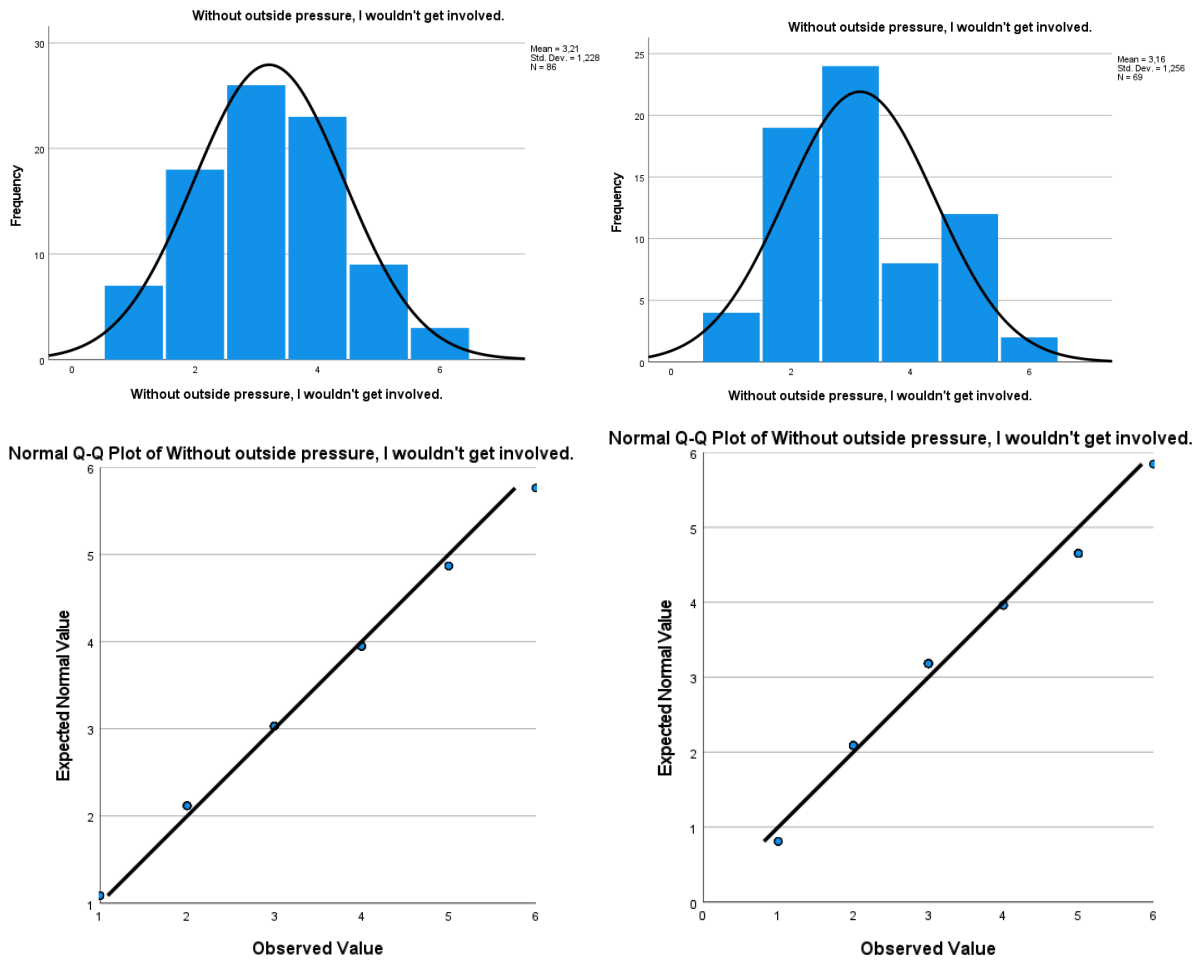 Without outside pressure, I wouldn't get involved.
30
20
10
0
Frequency
0
2
4
6
Without outside pressure, I wouldn't get involved.
Mean = 3,21
Std. Dev. = 1,228
N = 86
Without outside pressure, I wouldn't get involved.
25
20
15
10
5
0
Frequency
0
2
4
6
Without outside pressure, I wouldn't get involved.
Mean = 3,16
Std. Dev. = 1,256
N = 69
Normal Q-Q Plot of Without outside pressure, I wouldn't get involved.
6
5
4
3
2
1
Expected Normal Value
1
2
3
4
5
6
Observed Value
Normal Q-Q Plot of Without outside pressure, I wouldn't get involved.
6
5
4
3
2
1
0
Expected Normal Value
0
1
2
3
4
5
6
Observed Value